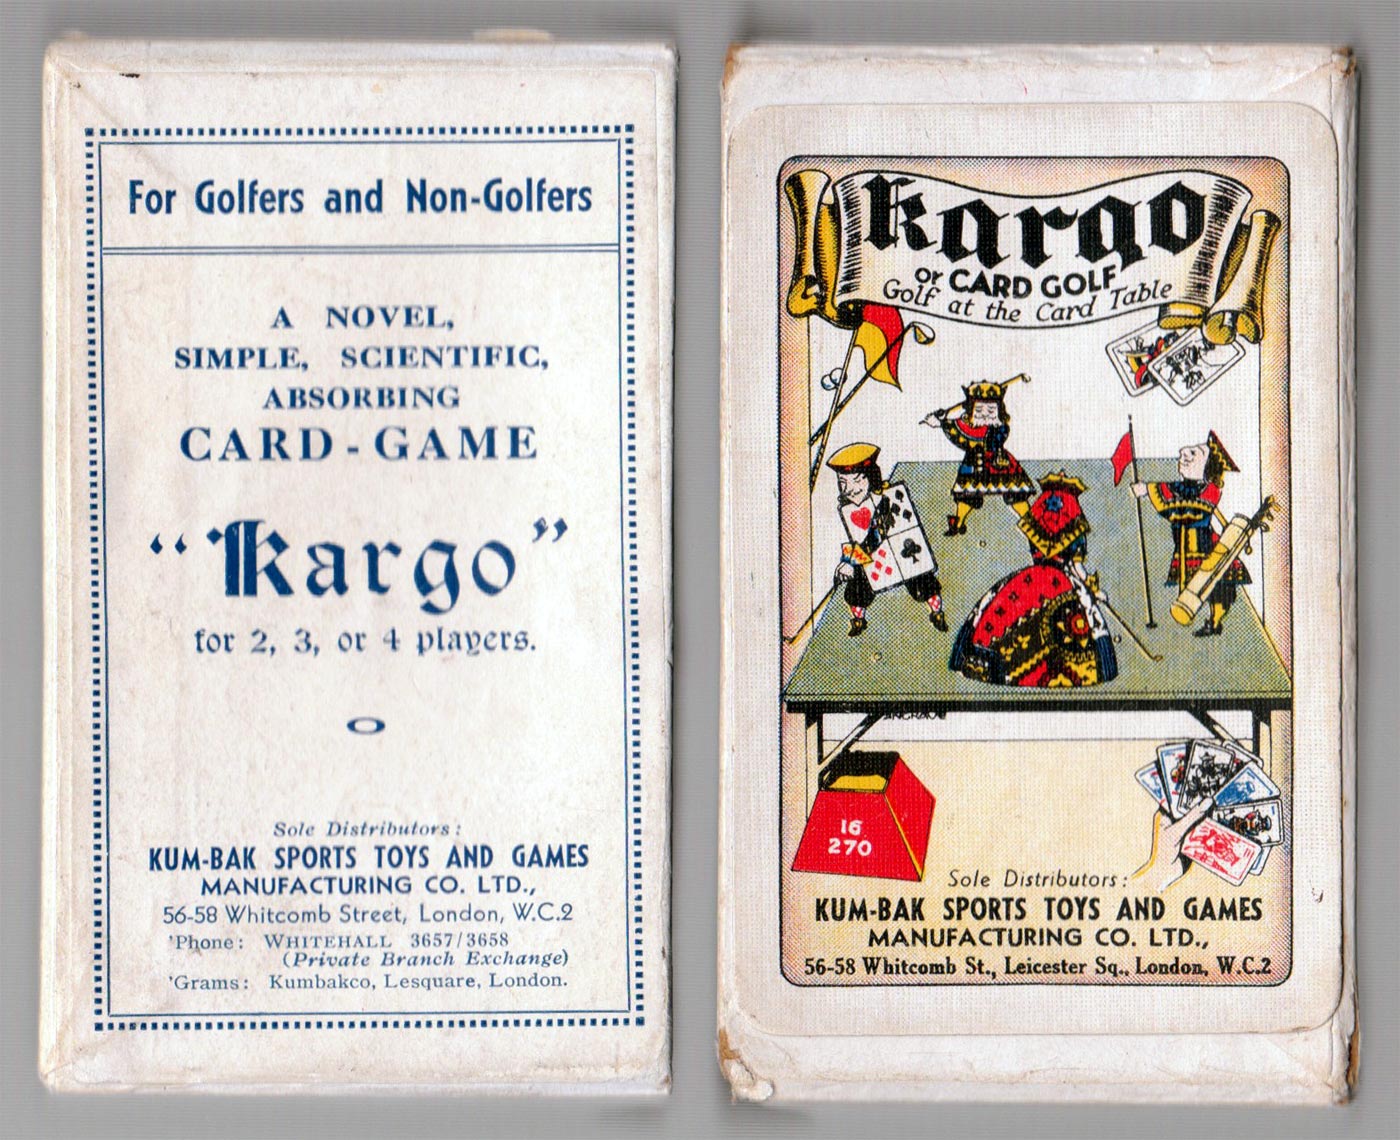 For Golfers and Non-Golfers
A NOVEL,
SIMPLE, SCIENTIFIC,
ABSORBING
CARD-GAME
"Kargo"
for 2, 3, or 4 players.
Sole Distributors:
KUM-BAK SPORTS TOYS AND GAMES
MANUFACTURING CO. LTD.,
56-58 Whitcomb Street, London, W.C.2
'Phone: WHITEHALL 3657/3658
(Private Branch Exchange)
'Grams: Kumbakco, Lesquare, London.
kargo
or CARD GOLF
Golf at the Card Table
16
270
Sole Distributors:
KUM-BAK SPORTS TOYS AND GAMES
MANUFACTURING CO. LTD.,
56-58 Whitcomb St., Leicester Sq., London, W.C.2